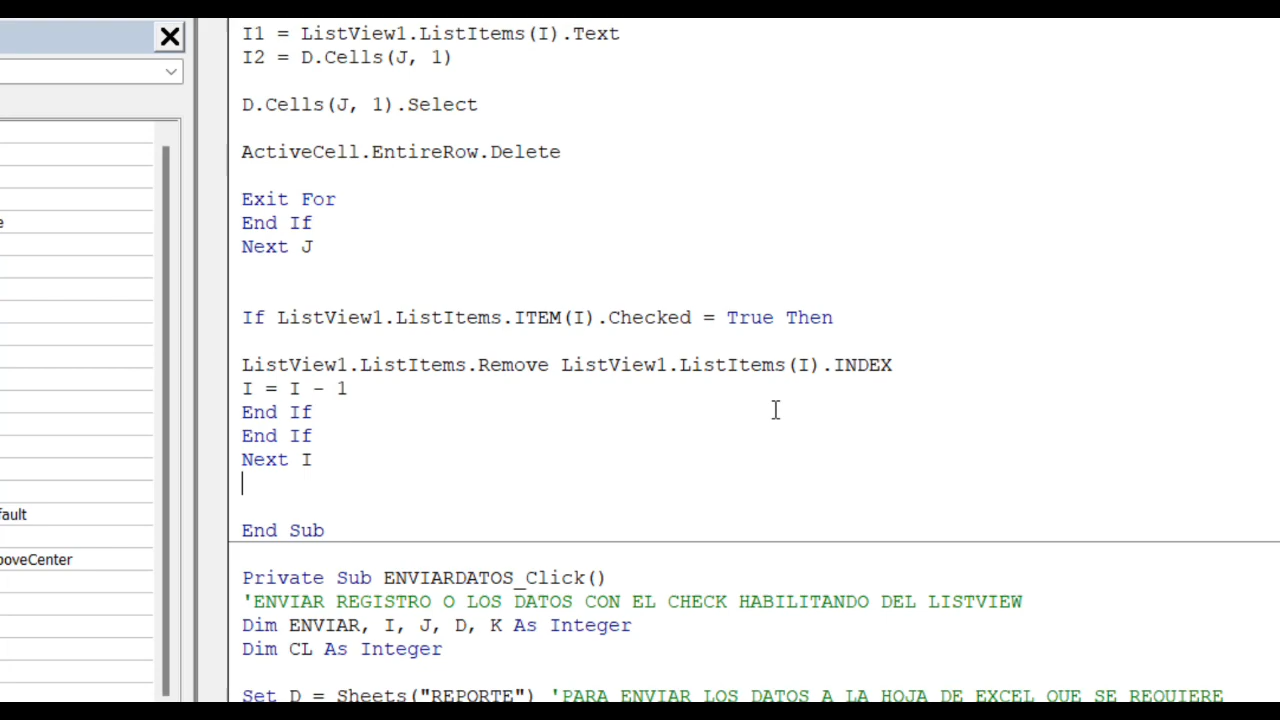 I1 = ListView1.ListItems(I).Text
I2 = D.Cells(J, 1)
D.Cells(J, 1).Select
ActiveCell.EntireRow.Delete
Exit For
End If
Next J
If ListView1.ListItems.ITEM(I).Checked = True Then
ListView1.ListItems.Remove ListView1.ListItems(I).INDEX
I = I - 1
End If
End If
Next I
End Sub
Private Sub ENVIARDATOS_Click()
'ENVIAR REGISTRO O LOS DATOS CON EL CHECK HABILITANDO DEL LISTVIEW
Dim ENVIAR, I, J, D, K As Integer
Dim CL As Integer
Set D = Sheets("REPORTE") 'PARA ENVIAR LOS DATOS A LA HOJA DE EXCEL QUE SE REQUIERE
e
fault
boveCenter